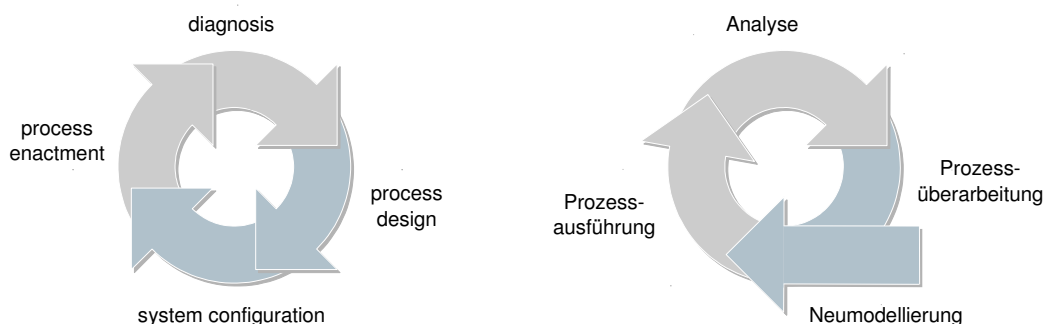 diagnosis
process
enactment
process
design
system configuration
Analyse
Prozess-
überarbeitung
Prozess-
ausführung
Neumodellierung